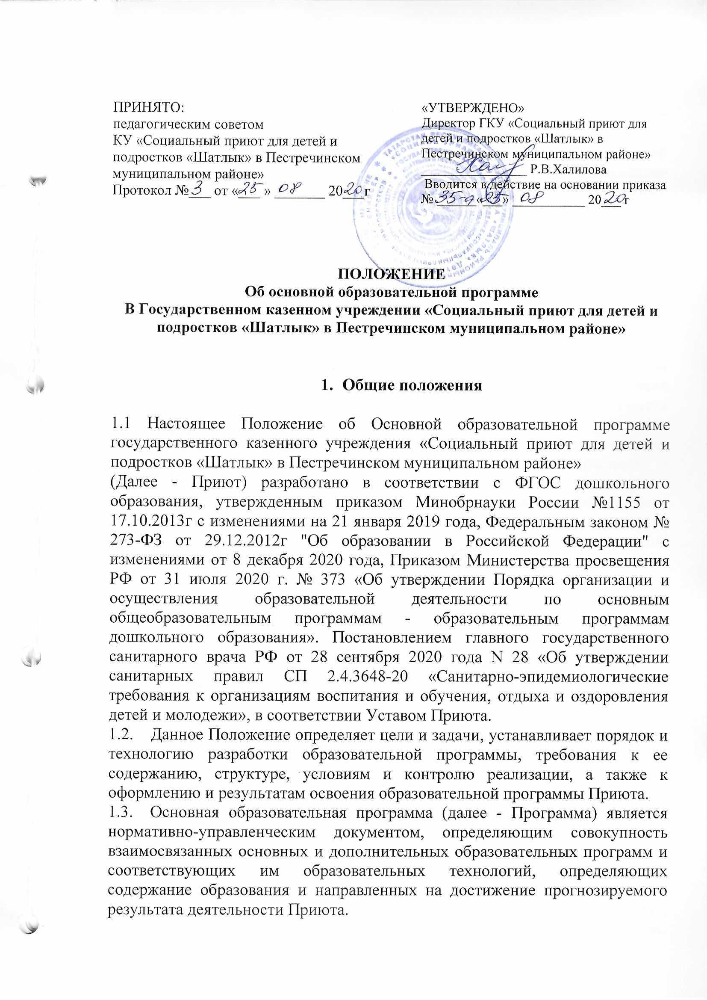 ПРИНЯТО:
педагогическим советом
КУ «Социальный приют для детей и
подростков «Шатлык» в Пестречинском
муниципальном районе»
Протокол № 3 от «25» 08 2020г
«УТВЕРЖДЕНО»
Директор ГКУ «Социальный приют для
детей и подростков «Шатлык» в
Пестречинском муниципальном районе»
Р.В.Халилова
Вводится в действие на основании приказа
№ 35-д «25» 08 2020г
ПОЛОЖЕНИЕ
Об основной образовательной программе
В Государственном казенном учреждении «Социальный приют для детей и
подростков «Шатлык» в Пестречинском муниципальном районе»
1. Общие положения
1.1 Настоящее Положение об Основной образовательной программе
государственного казенного учреждения «Социальный приют для детей и
подростков «Шатлык» в Пестречинском муниципальном районе»
(Далее - Приют) разработано в соответствии с ФГОС дошкольного
образования, утвержденным приказом Минобрнауки России №1155 от
17.10.2013г с изменениями на 21 января 2019 года, Федеральным законом №
273-ФЗ от 29.12.2012г "Об образовании в Российской Федерации" с
изменениями от 8 декабря 2020 года, Приказом Министерства просвещения
РФ от 31 июля 2020 г. № 373 «Об утверждении Порядка организации и
осуществления образовательной деятельности по основным
общеобразовательным программам - образовательным программам
дошкольного образования». Постановлением главного государственного
санитарного врача РФ от 28 сентября 2020 года N 28 «Об утверждении
санитарных правил СП 2.4.3648-20 «Санитарно-эпидемиологические
требования к организациям воспитания и обучения, отдыха и оздоровления
детей и молодежи», в соответствии Уставом Приюта.
1.2. Данное Положение определяет цели и задачи, устанавливает порядок и
технологию разработки образовательной программы, требования к ее
содержанию, структуре, условиям и контролю реализации, а также к
оформлению и результатам освоения образовательной программы Приюта.
1.3. Основная образовательная программа (далее - Программа) является
нормативно-управленческим документом, определяющим совокупность
взаимосвязанных основных и дополнительных образовательных программ и
соответствующих им образовательных технологий, определяющих
содержание образования и направленных на достижение прогнозируемого
результата деятельности Приюта.